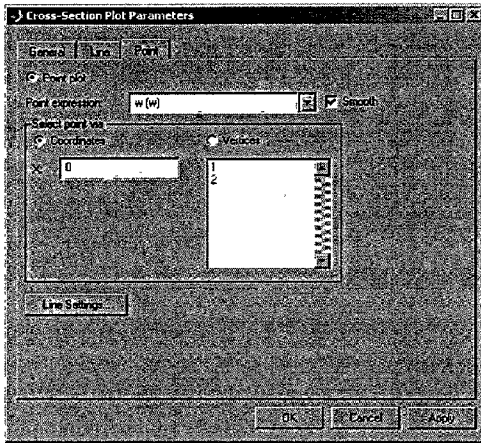 Cross-Section Plot Parameters
General Line Point
Point plot
Point expression: w (w) Smooth
Select point via
Coordinates Vertices
X: 0
1
2
Line Settings...
OK Cancel Apply